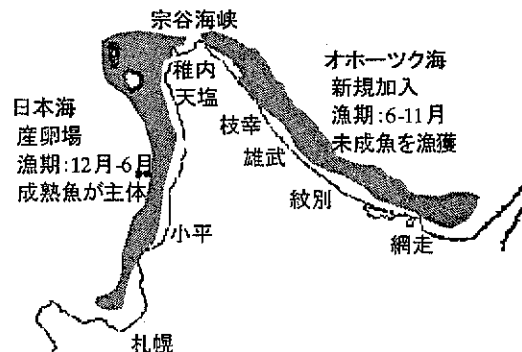 宗谷海峡
稚内
天塩
オホーツク海
新規加入
漁期:6-11月
未成魚を漁獲
日本海
産卵場
漁期:12月-6月
成熟魚が主体
枝幸
雄武
紋別
網走
小平
札幌